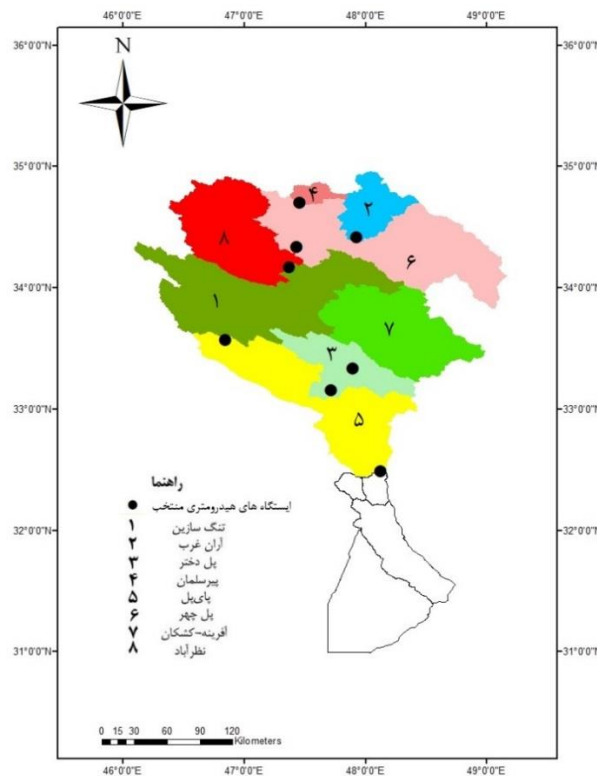 46°0'0"E 47°0'0"E 48°0'0"E 49°0'0"E
N
36°0'0"N 36°0'0"N
35°0'0"N 35°0'0"N
۴
۲
۸
۶
34°0'0"N 34°0'0"N
۱
۷
۳
33°0'0"N 33°0'0"N
۵
راهنما
ایستگاه های هیدرومتری منتخب
32°0'0"N 32°0'0"N
۱ تنگ سازین
۲ آران غرب
۳ پل دختر
۴ پیرسلمان
۵ پای‌پل
۶ پل چهر
31°0'0"N 31°0'0"N
۷ آفرینه-کشکان
۸ نظرآباد
0 15 30 60 90 120
Kilometers
46°0'0"E 47°0'0"E 48°0'0"E 49°0'0"E